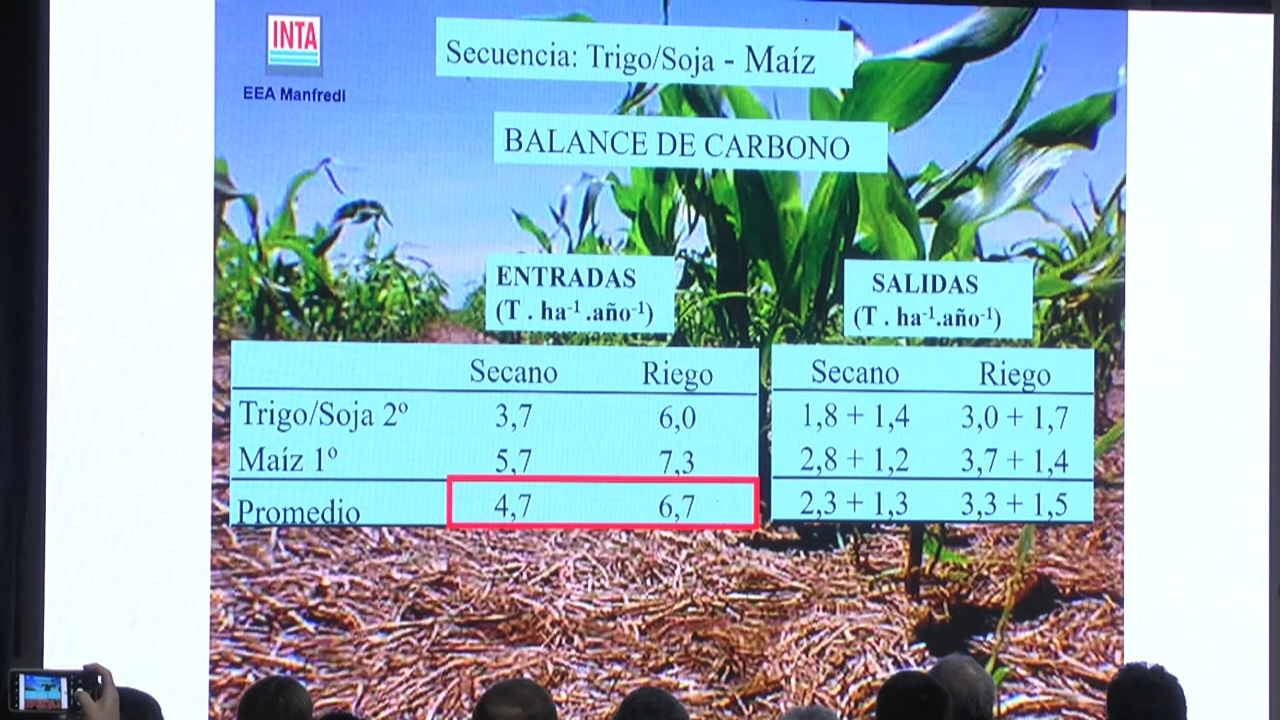 INTA
EEA Manfredi
Secuencia: Trigo/Soja - Maíz
BALANCE DE CARBONO
ENTRADAS
(T . ha⁻¹ .año⁻¹)
SALIDAS
(T . ha⁻¹.año⁻¹)
Secano Riego Secano Riego
Trigo/Soja 2º 3,7 6,0 1,8 + 1,4 3,0 + 1,7
Maíz 1º 5,7 7,3 2,8 + 1,2 3,7 + 1,4
Promedio 4,7 6,7 2,3 + 1,3 3,3 + 1,5